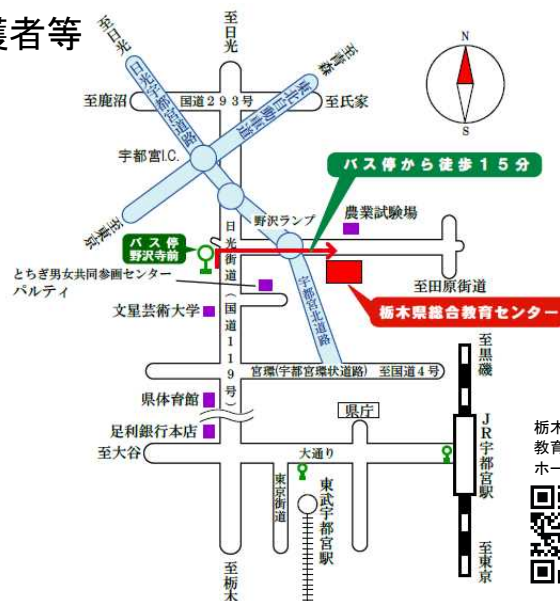 護者等
至日光
至日光
至青森
N
S
日光宇都宮道路
国道293号
東北自動車道
至鹿沼
至氏家
宇都宮I.C.
至東京
バス停から徒歩15分
野沢ランプ
農業試験場
バス停
野沢寺前
日光街道(国道119号)
とちぎ男女共同参画センター
パルティ
宇都宮北道路
至田原街道
文星芸術大学
栃木県総合教育センター
宮環(宇都宮環状道路)
至国道4号
至黒磯
県体育館
県庁
足利銀行本店
至大谷
大通り
JR宇都宮駅
東京街道
東武宇都宮駅
至栃木
至東京
栃木
教育
ホー